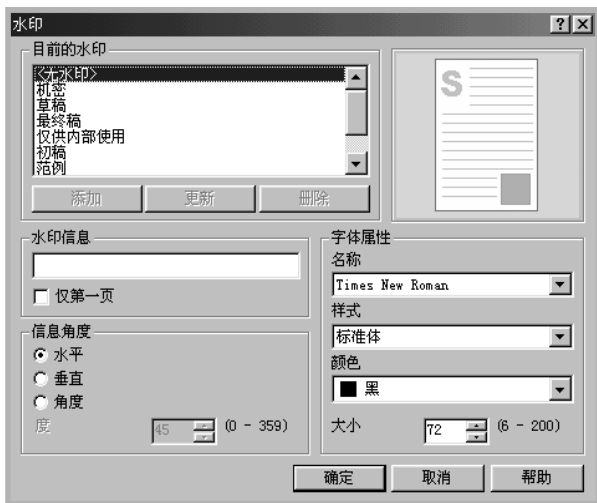 水印
目前的水印
<无水印>
机密
草稿
最终稿
仅供内部使用
初稿
范例
添加 更新 删除
S
水印信息
仅第一页
信息角度
水平
垂直
角度
度 45 (0 - 359)
字体属性
名称
Times New Roman
样式
标准体
颜色
黑
大小 72 (6 - 200)
确定 取消 帮助